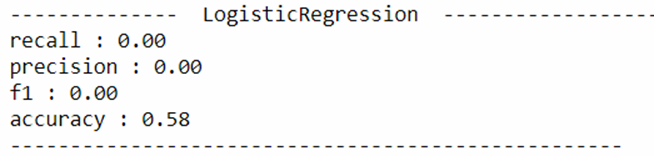 --------------  LogisticRegression  ------------------
recall : 0.00
precision : 0.00
f1 : 0.00
accuracy : 0.58
---------------------------------------------------